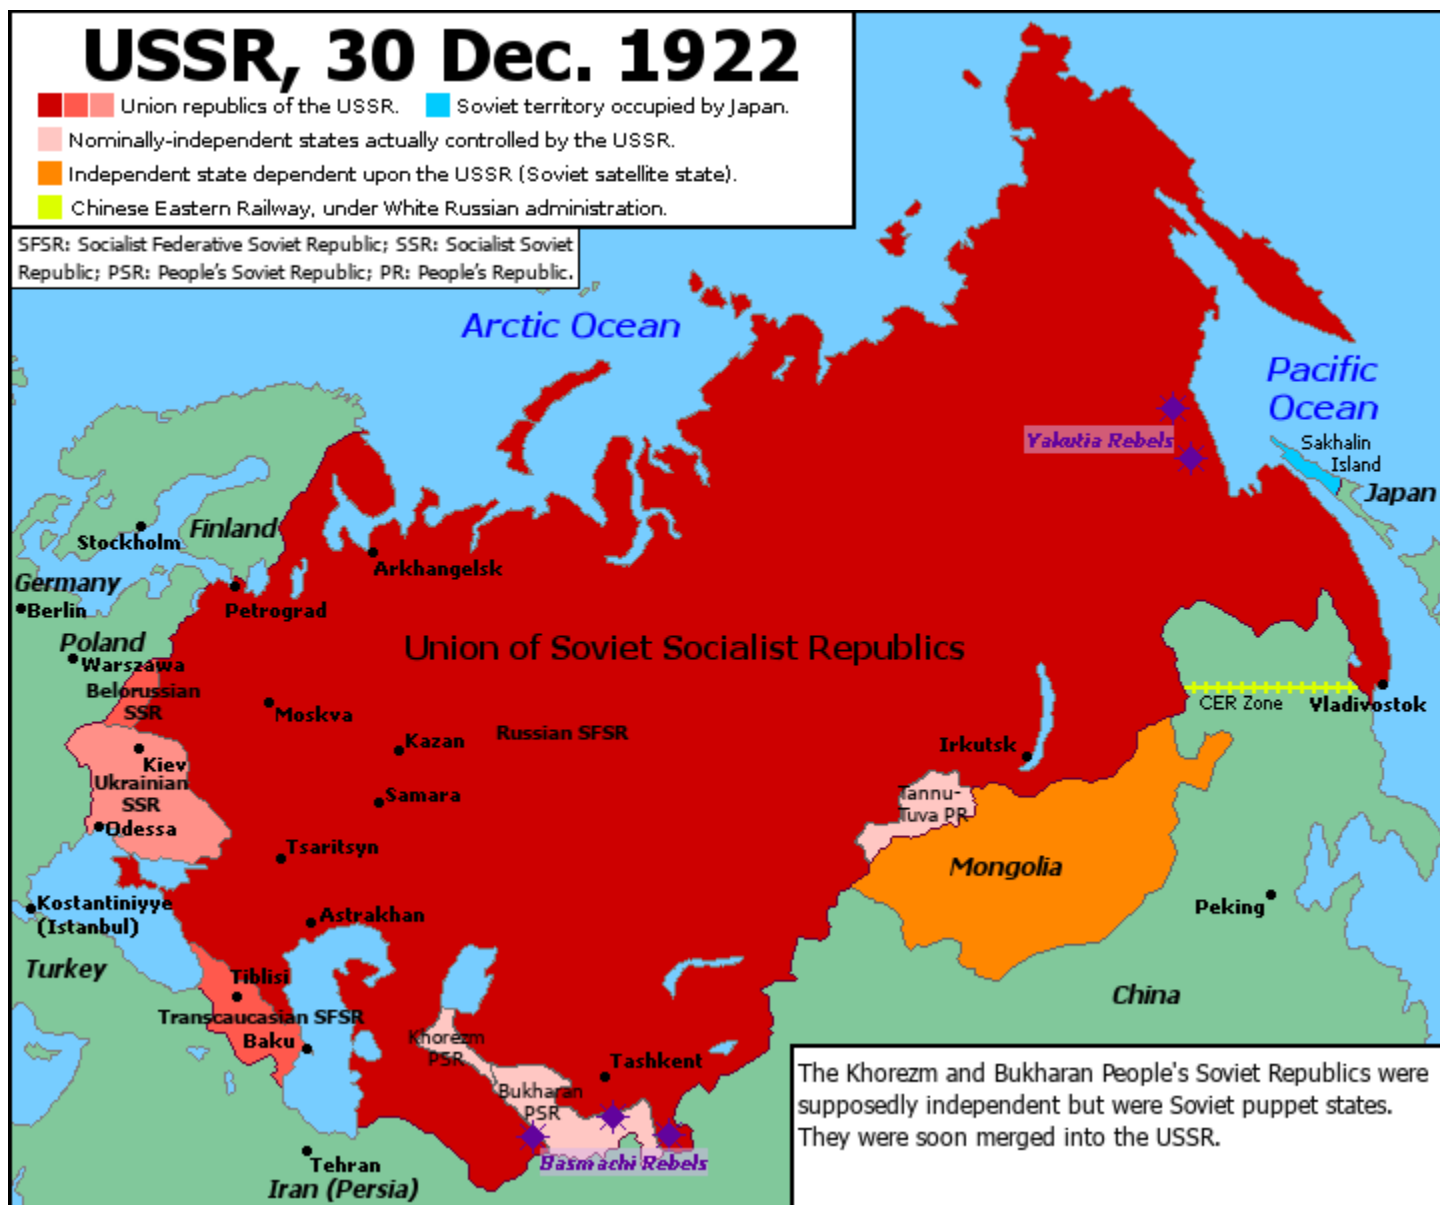 USSR, 30 Dec. 1922
Union republics of the USSR.
Soviet territory occupied by Japan.
Nominally-independent states actually controlled by the USSR.
Independent state dependent upon the USSR (Soviet satellite state).
Chinese Eastern Railway, under White Russian administration.
SFSR: Socialist Federative Soviet Republic; SSR: Socialist Soviet
Republic; PSR: People's Soviet Republic; PR: People's Republic.
Arctic Ocean
Pacific
Ocean
Yakutia Rebels
Sakhalin
Island
Japan
Finland
Stockholm
Arkhangelsk
Germany
Berlin
Petrograd
Poland
Warszawa
Union of Soviet Socialist Republics
Belorussian
SSR
Moskva
CER Zone
Vladivostok
Kazan
Russian SFSR
Irkutsk
Kiev
Ukrainian
SSR
Samara
Tannu-
Tuva PR
Odessa
Tsaritsyn
Mongolia
Kostantiniyye
(Istanbul)
Astrakhan
Peking
Turkey
Tiblisi
China
Transcaucasian SFSR
Baku
Khorezm
PSR
Tashkent
Bukharan
PSR
Basmachi Rebels
Tehran
Iran (Persia)
The Khorezm and Bukharan People's Soviet Republics were
supposedly independent but were Soviet puppet states.
They were soon merged into the USSR.